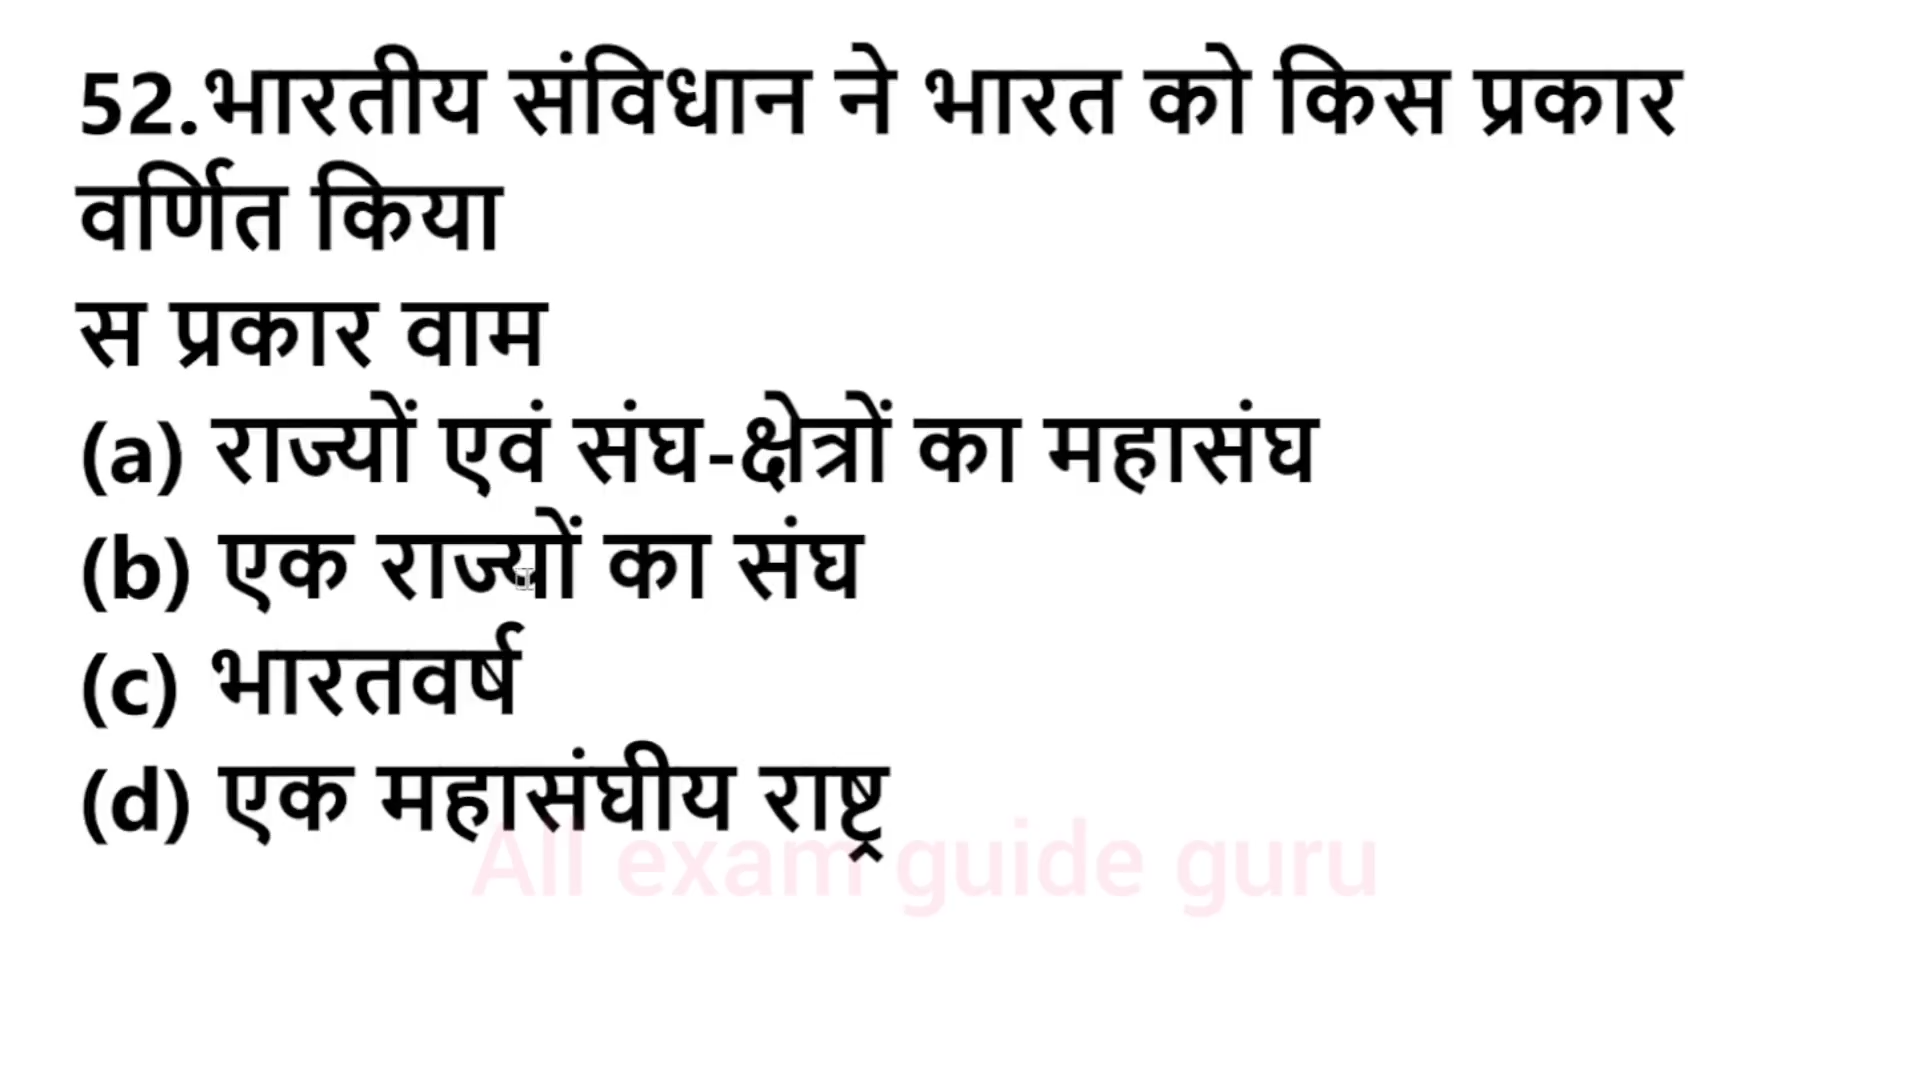 52.भारतीय संविधान ने भारत को किस प्रकार
वर्णित किया
स प्रकार वाम
(a) राज्यों एवं संघ-क्षेत्रों का महासंघ
(b) एक राज्यों का संघ
(c) भारतवर्ष
(d) एक महासंघीय राष्ट्र
All exam guide guru